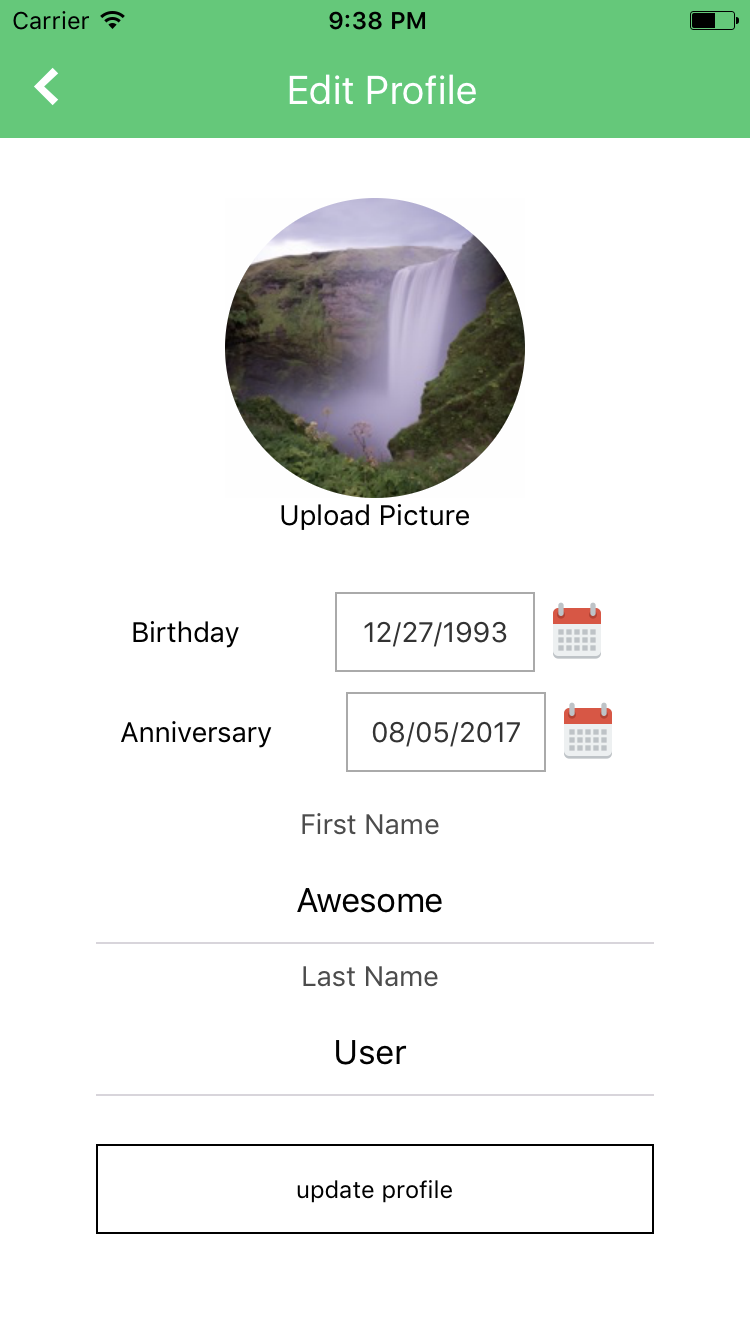 Carrier 9:38 PM
Edit Profile
Upload Picture
Birthday 12/27/1993
Anniversary 08/05/2017
First Name
Awesome
Last Name
User
update profile